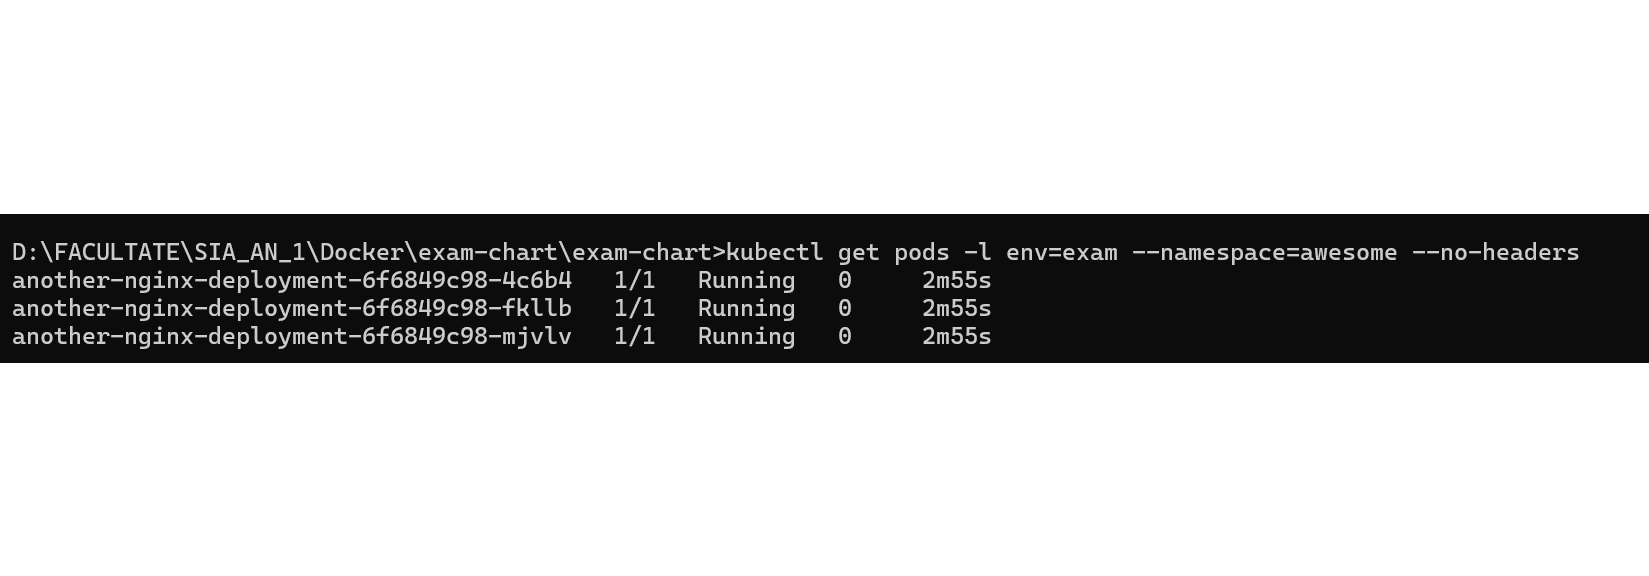 D:\FACULTATE\SIA_AN_1\Docker\exam-chart\exam-chart>kubectl get pods -l env=exam --namespace=awesome --no-headers
another-nginx-deployment-6f6849c98-4c6b4   1/1   Running   0     2m55s
another-nginx-deployment-6f6849c98-fkllb   1/1   Running   0     2m55s
another-nginx-deployment-6f6849c98-mjvlv   1/1   Running   0     2m55s